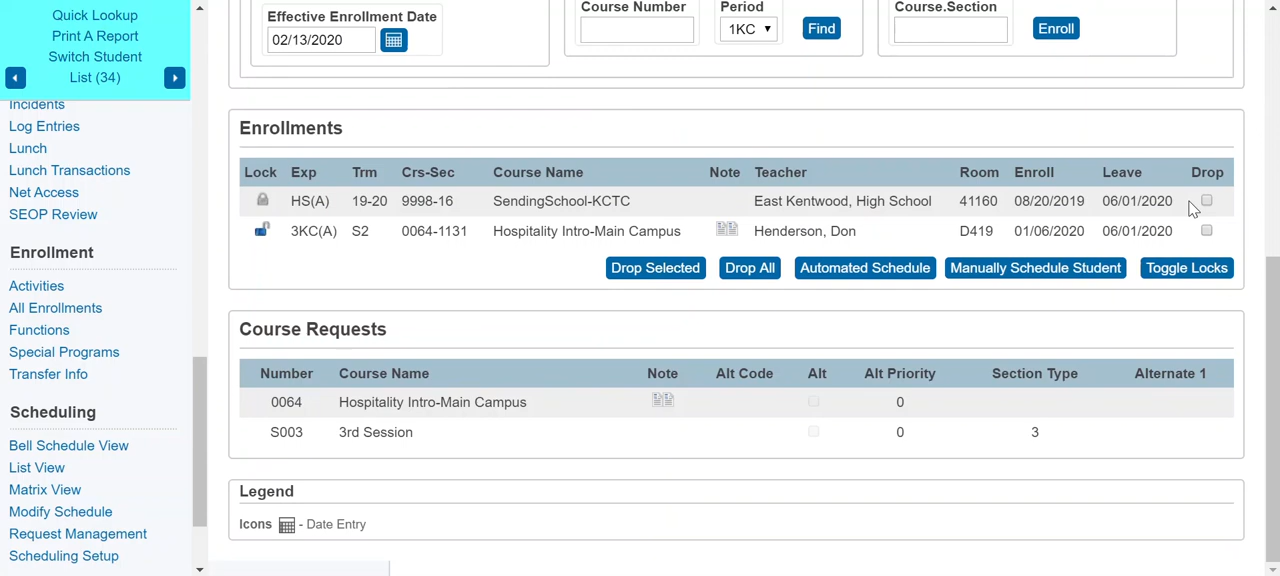 Quick Lookup
Print A Report
Switch Student
List (34)
Incidents
Log Entries
Lunch
Lunch Transactions
Net Access
SEOP Review
Enrollment
Activities
All Enrollments
Functions
Special Programs
Transfer Info
Scheduling
Bell Schedule View
List View
Matrix View
Modify Schedule
Request Management
Scheduling Setup
Effective Enrollment Date
02/13/2020
Course Number Period
1KC Find
Course.Section
Enroll
Enrollments
Lock Exp Trm Crs-Sec Course Name Note Teacher Room Enroll Leave Drop
HS(A) 19-20 9998-16 SendingSchool-KCTC East Kentwood, High School 41160 08/20/2019 06/01/2020
3KC(A) S2 0064-1131 Hospitality Intro-Main Campus Henderson, Don D419 01/06/2020 06/01/2020
Drop Selected Drop All Automated Schedule Manually Schedule Student Toggle Locks
Course Requests
Number Course Name Note Alt Code Alt Alt Priority Section Type Alternate 1
0064 Hospitality Intro-Main Campus 0
S003 3rd Session 0 3
Legend
Icons - Date Entry